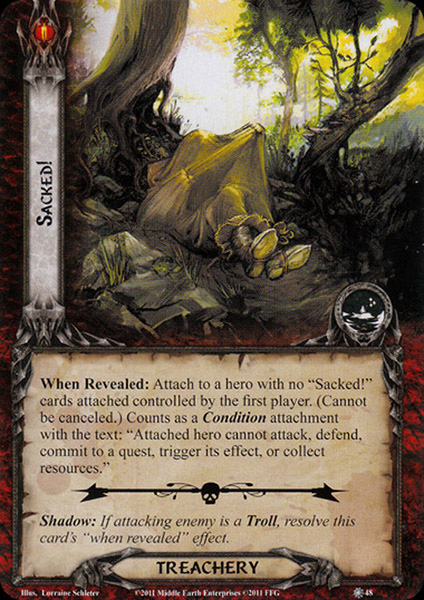 SACKED!
When Revealed: Attach to a hero with no “Sacked!”
cards attached controlled by the first player. (Cannot
be canceled.) Counts as a Condition attachment
with the text: “Attached hero cannot attack, defend,
commit to a quest, trigger its effect, or collect
resources.”
Shadow: If attacking enemy is a Troll, resolve this
card’s “when revealed” effect.
TREACHERY
Illus. Lorraine Schleter ©2011 Middle Earth Enterprises ©2011 FFG 48